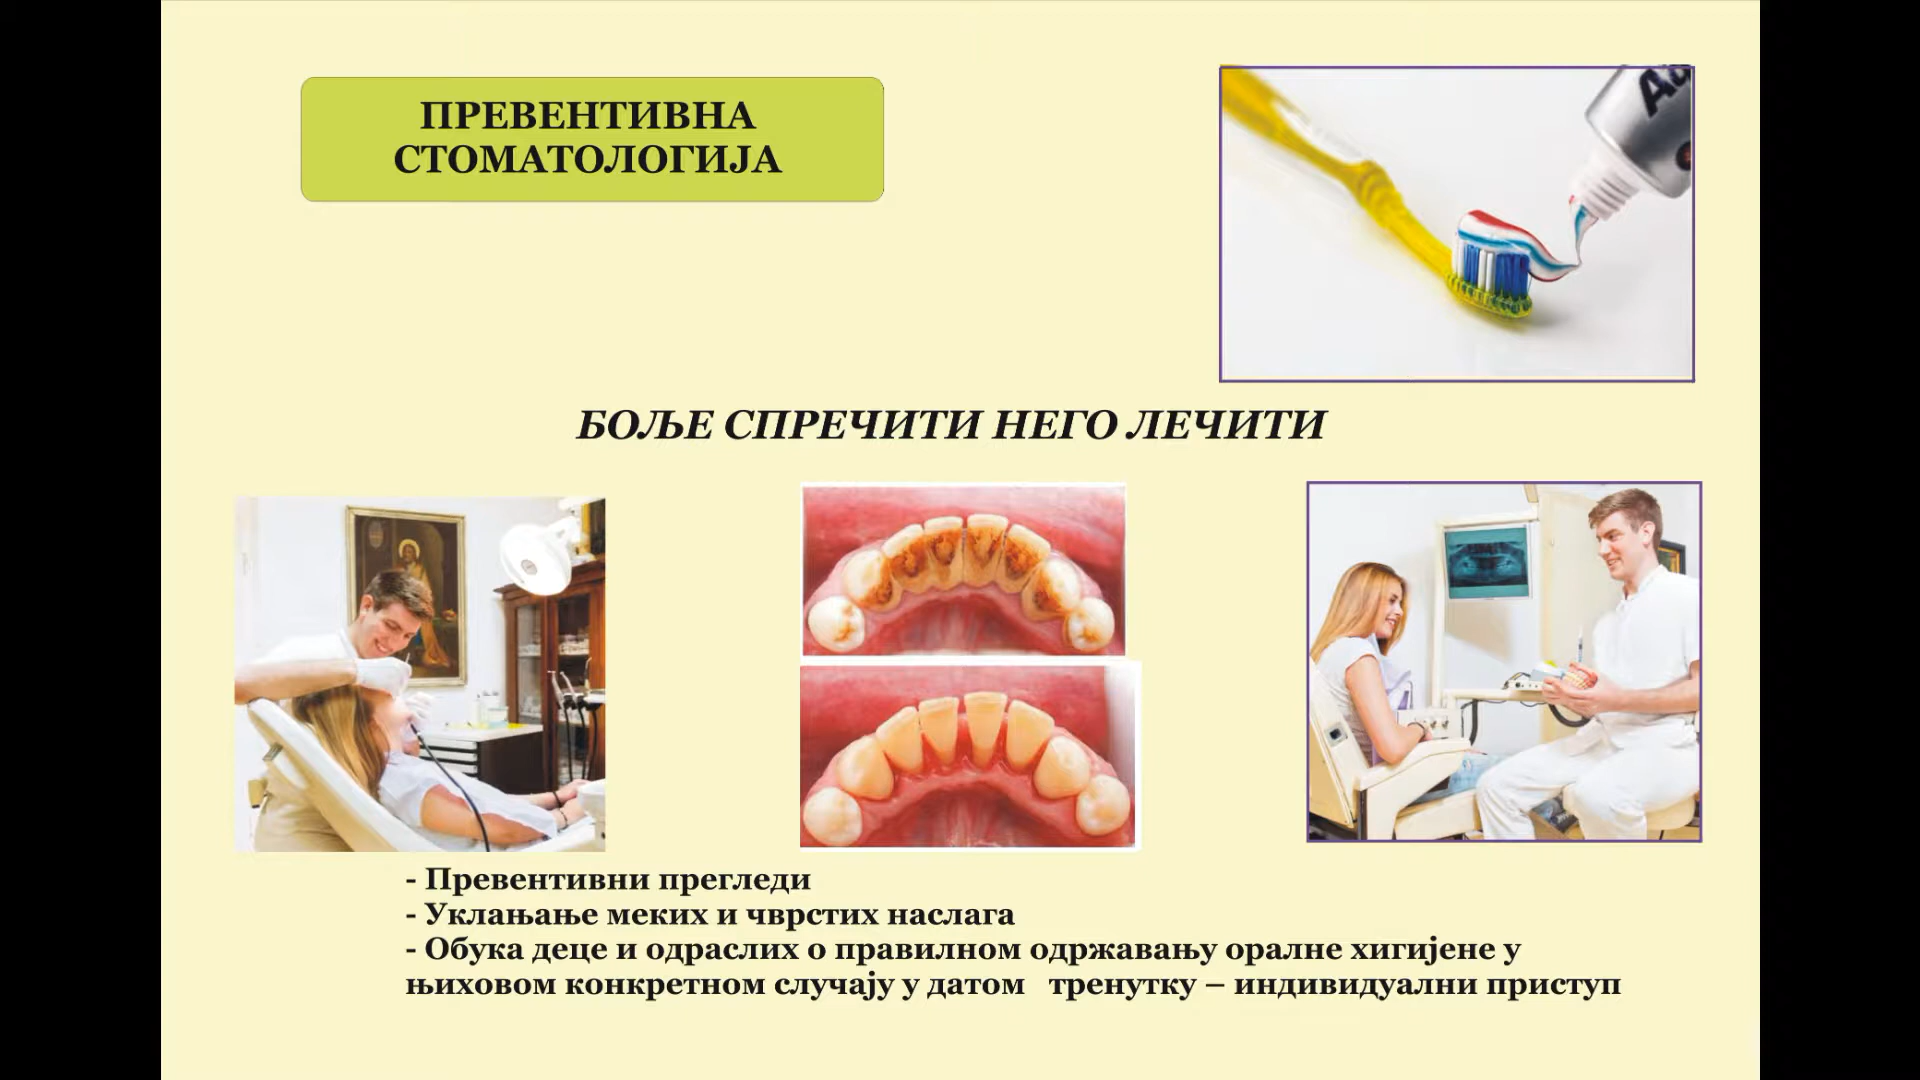 ПРЕВЕНТИВНА
СТОМАТОЛОГИЈА
БОЉЕ СПРЕЧИТИ НЕГО ЛЕЧИТИ
- Превентивни прегледи
- Уклањање меких и чврстих наслага
- Обука деце и одраслих о правилном одржавању оралне хигијене у
њиховом конкретном случају у датом тренутку – индивидуални приступ